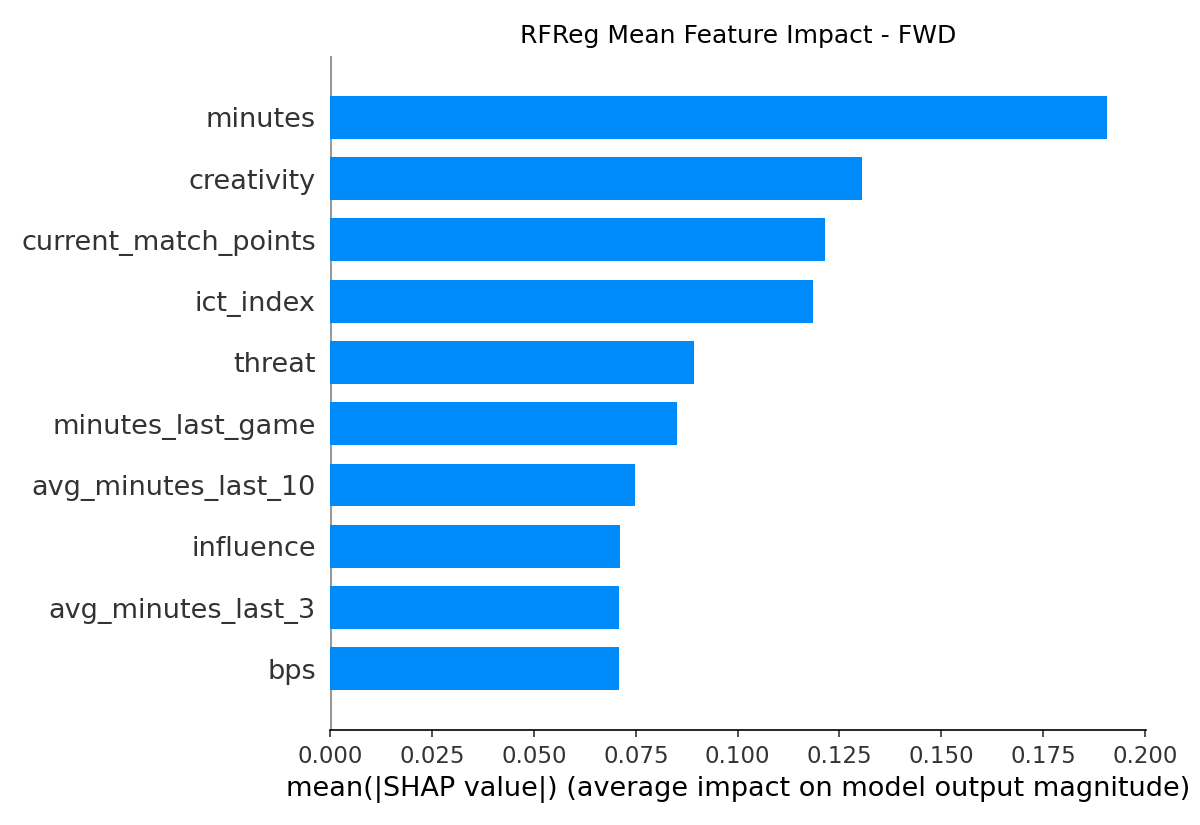 RFReg Mean Feature Impact - FWD
minutes
creativity
current_match_points
ict_index
threat
minutes_last_game
avg_minutes_last_10
influence
avg_minutes_last_3
bps
0.000 0.025 0.050 0.075 0.100 0.125 0.150 0.175 0.200
mean(|SHAP value|) (average impact on model output magnitude)